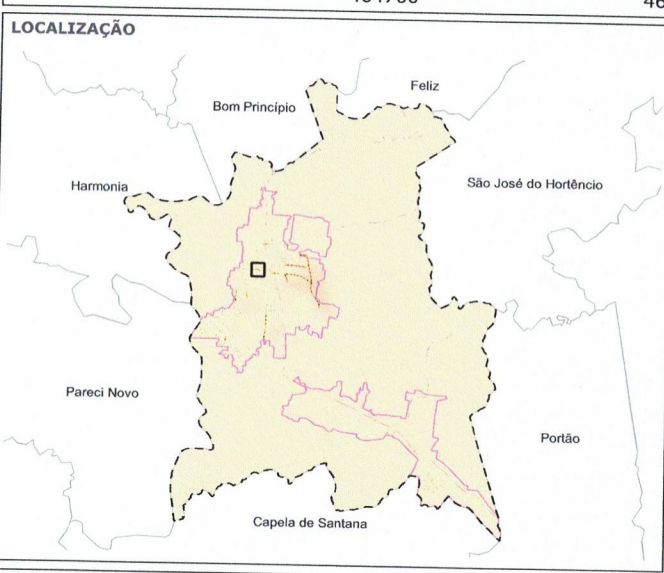 LOCALIZAÇÃO
Feliz
Bom Princípio
Harmonia
São José do Hortêncio
Pareci Novo
Portão
Capela de Santana